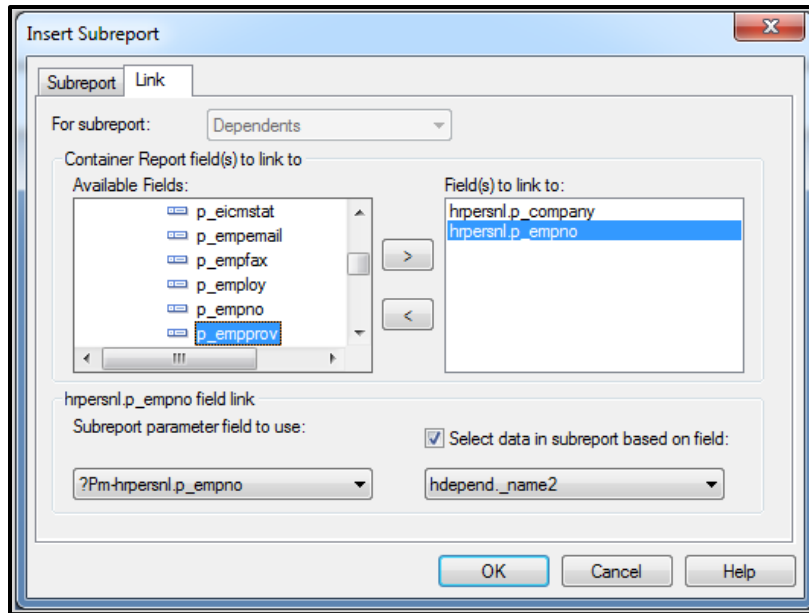 Insert Subreport
Subreport Link
For subreport: Dependents
Container Report field(s) to link to
Available Fields: Field(s) to link to:
p_eicmstat hrpersnl.p_company
p_empemail hrpersnl.p_empno
p_empfax >
p_employ
p_empno <
p_empprov
hrpersnl.p_empno field link
Subreport parameter field to use: Select data in subreport based on field:
?Pm-hrpersnl.p_empno hdepend._name2
OK Cancel Help